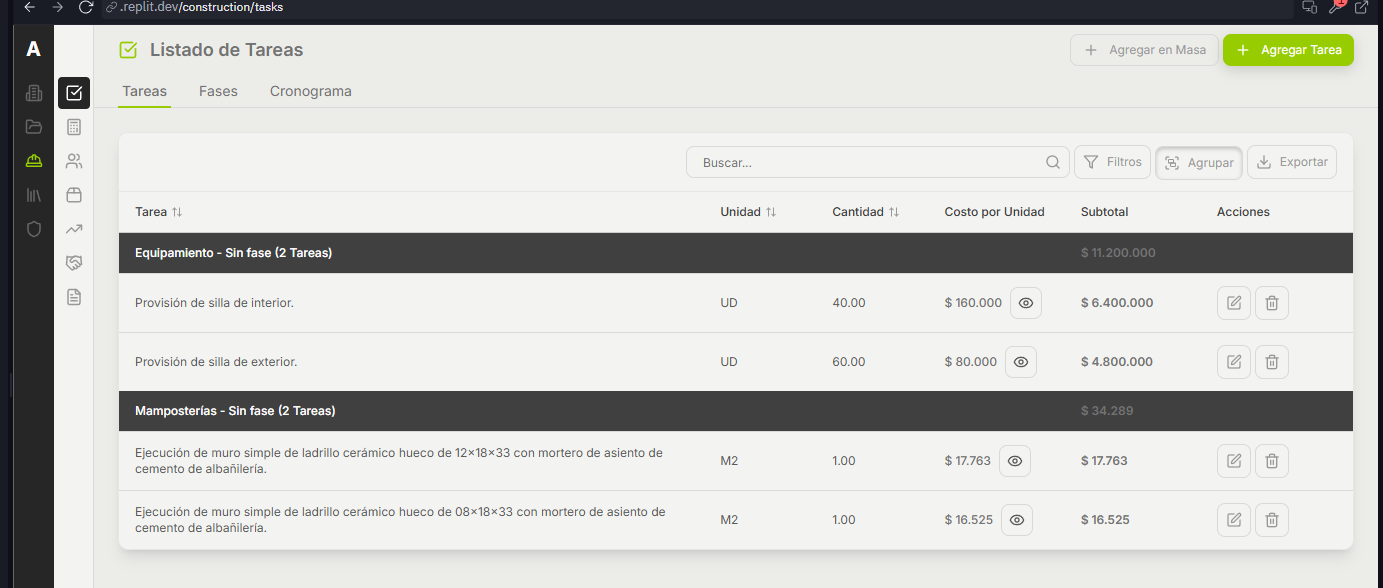 .replit.dev/construction/tasks
1
A
Listado de Tareas
Agregar en Masa
Agregar Tarea
Tareas
Fases
Cronograma
Buscar...
Filtros
Agrupar
Exportar
Tarea
Unidad
Cantidad
Costo por Unidad
Subtotal
Acciones
Equipamiento - Sin fase (2 Tareas)
$ 11.200.000
Provisión de silla de interior.
UD
40.00
$ 160.000
$ 6.400.000
Provisión de silla de exterior.
UD
60.00
$ 80.000
$ 4.800.000
Mamposterías - Sin fase (2 Tareas)
$ 34.289
Ejecución de muro simple de ladrillo cerámico hueco de 12×18×33 con mortero de asiento de
cemento de albañilería.
M2
1.00
$ 17.763
$ 17.763
Ejecución de muro simple de ladrillo cerámico hueco de 08×18×33 con mortero de asiento de
cemento de albañilería.
M2
1.00
$ 16.525
$ 16.525